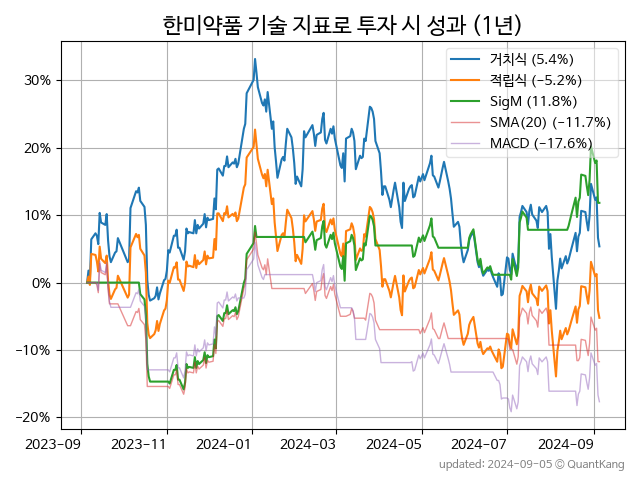 한미약품 기술 지표로 투자 시 성과 (1년)
거치식 (5.4%)
적립식 (−5.2%)
SigM (11.8%)
SMA(20) (−11.7%)
MACD (−17.6%)
30%
20%
10%
0%
−10%
−20%
2023-09
2023-11
2024-01
2024-03
2024-05
2024-07
2024-09
updated: 2024-09-05 © QuantKang